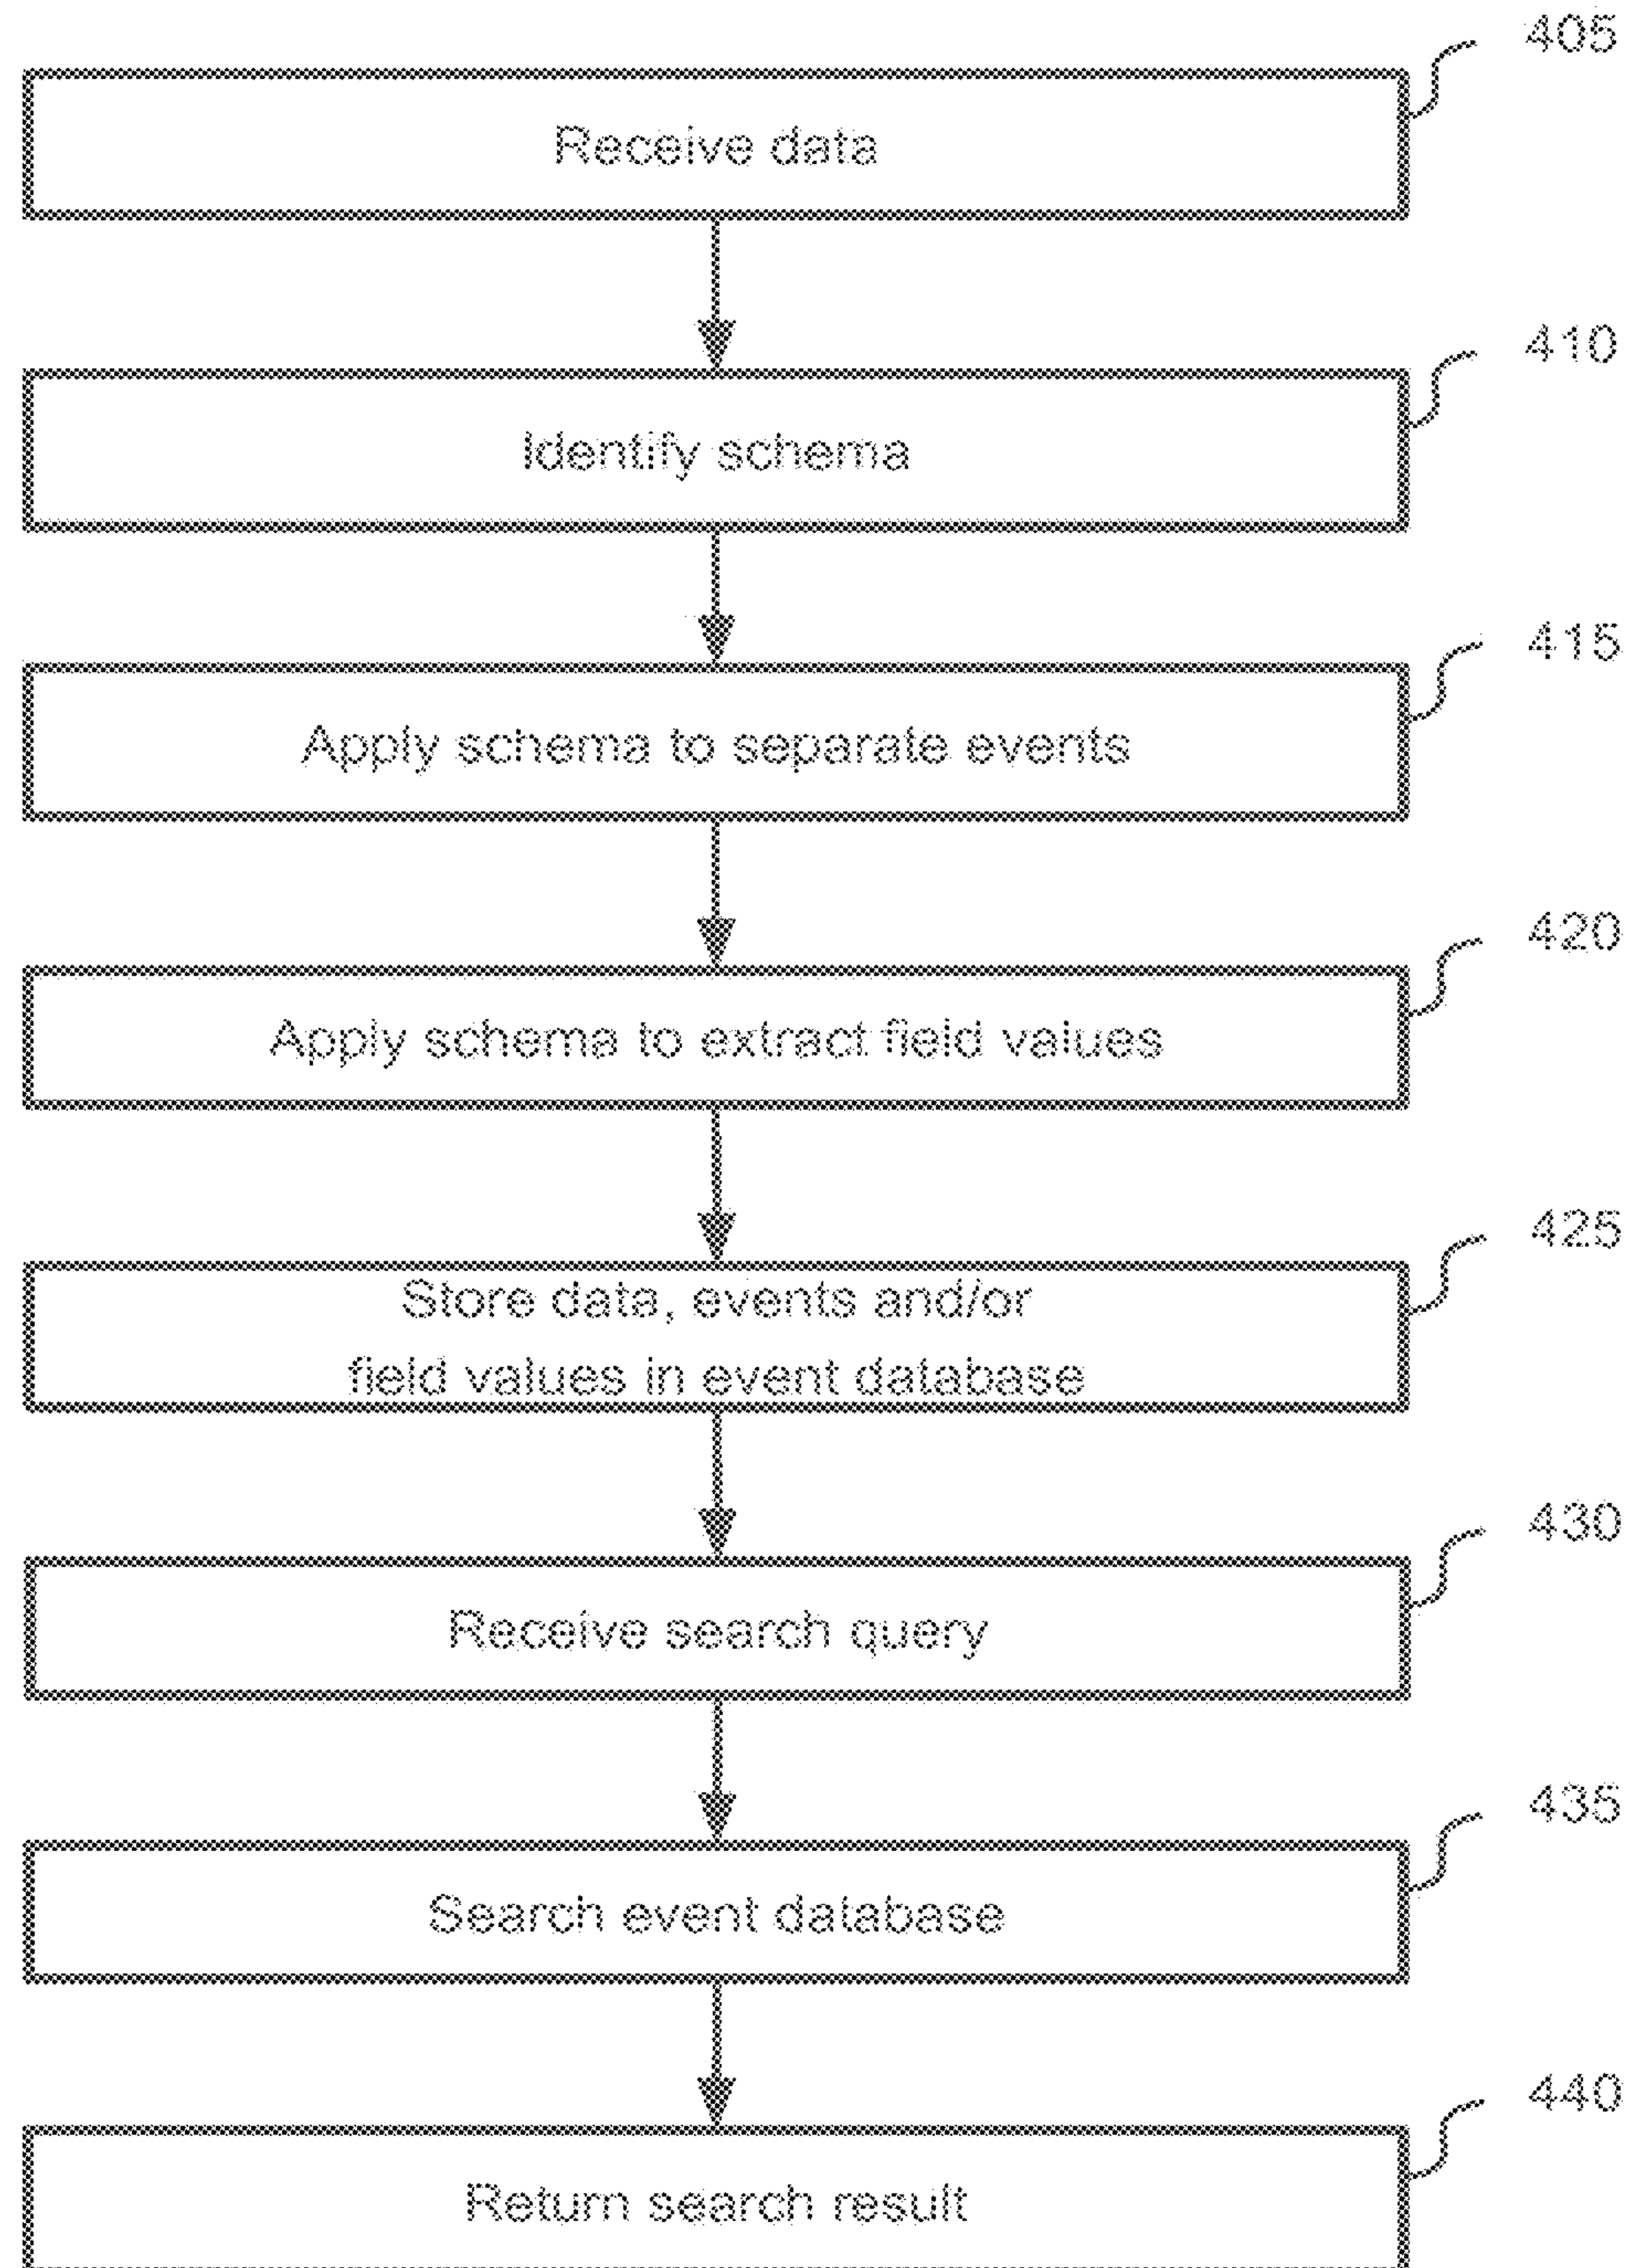 405
Receive data
410
Identify schema
415
Apply schema to separate events
420
Apply schema to extract field values
425
Store data, events and/or
field values in event database
430
Receive search query
435
Search event database
440
Return search result